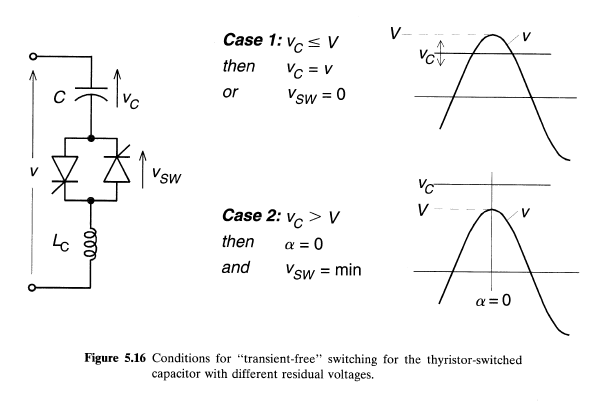 Case 1: v_C ≤ V
then v_C = v
or v_SW = 0
C
v_C
v
v_SW
L_C
V
v
v_C
Case 2: v_C > V
then α = 0
and v_SW = min
v_C
V
v
α = 0
Figure 5.16 Conditions for “transient-free” switching for the thyristor-switched
capacitor with different residual voltages.